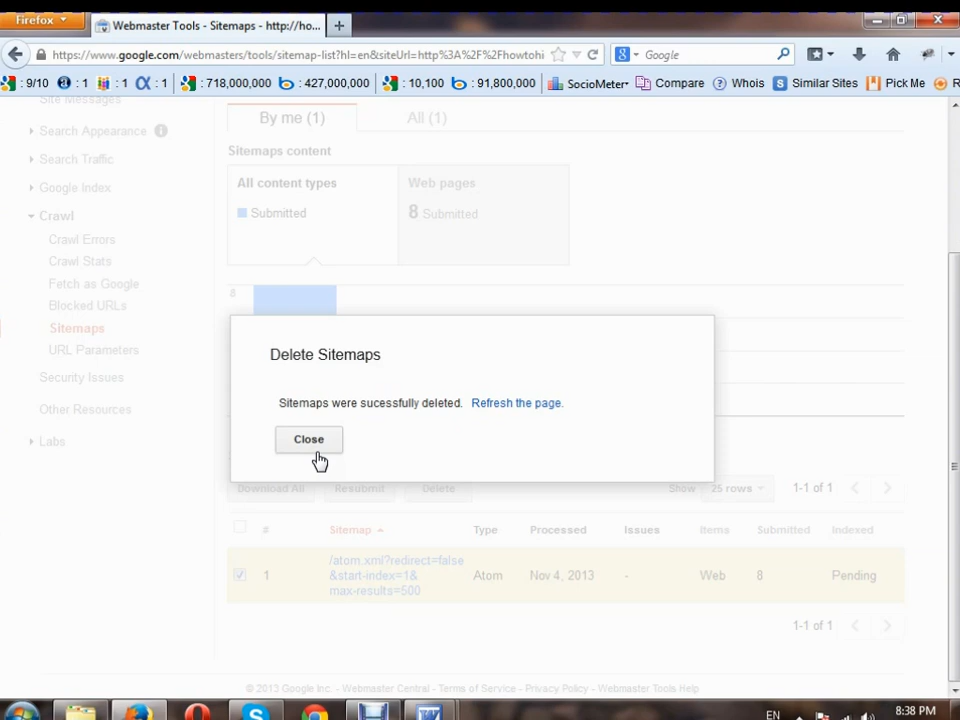 Firefox
Webmaster Tools - Sitemaps - http://ho...
https://www.google.com/webmasters/tools/sitemap-list?hl=en&siteUrl=http%3A%2F%2Fhowtohi
Google
: 9/10 : 1 : 1 : 1 : 718,000,000 : 427,000,000 : 10,100 : 91,800,000 SocioMeter Compare Whois Similar Sites Pick Me
Site Messages
Search Appearance
Search Traffic
Google Index
Crawl
Crawl Errors
Crawl Stats
Fetch as Google
Blocked URLs
Sitemaps
URL Parameters
Security Issues
Other Resources
Labs
By me (1) All (1)
Sitemaps content
All content types
Submitted
Web pages
8 Submitted
8
Delete Sitemaps
Sitemaps were sucessfully deleted. Refresh the page.
Close
Download All Resubmit Delete Show 25 rows 1-1 of 1
# Sitemap Type Processed Issues Items Submitted Indexed
1 /atom.xml?redirect=false Atom Nov 4, 2013 - Web 8 Pending
&start-index=1&
max-results=500
1-1 of 1
© 2013 Google Inc. - Webmaster Central - Terms of Service - Privacy Policy - Webmaster Tools Help
EN 8:38 PM